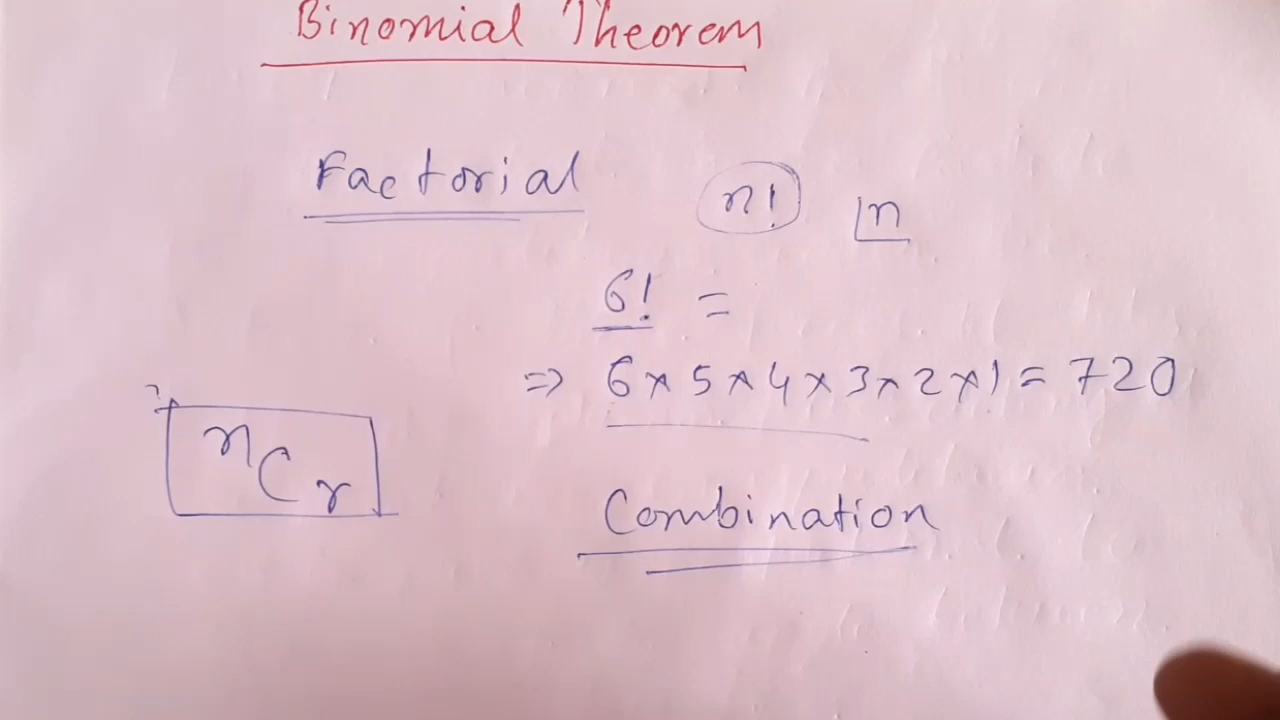 Binomial Theorem
Factorial n! |n
6! =
⇒ 6×5×4×3×2×1=720
nCr
Combination